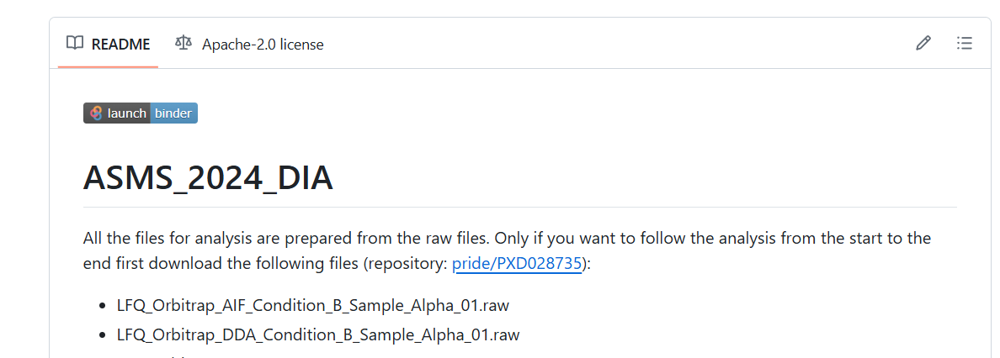 README Apache-2.0 license
launch binder
ASMS_2024_DIA
All the files for analysis are prepared from the raw files. Only if you want to follow the analysis from the start to the
end first download the following files (repository: pride/PXD028735):
• LFQ_Orbitrap_AIF_Condition_B_Sample_Alpha_01.raw
• LFQ_Orbitrap_DDA_Condition_B_Sample_Alpha_01.raw